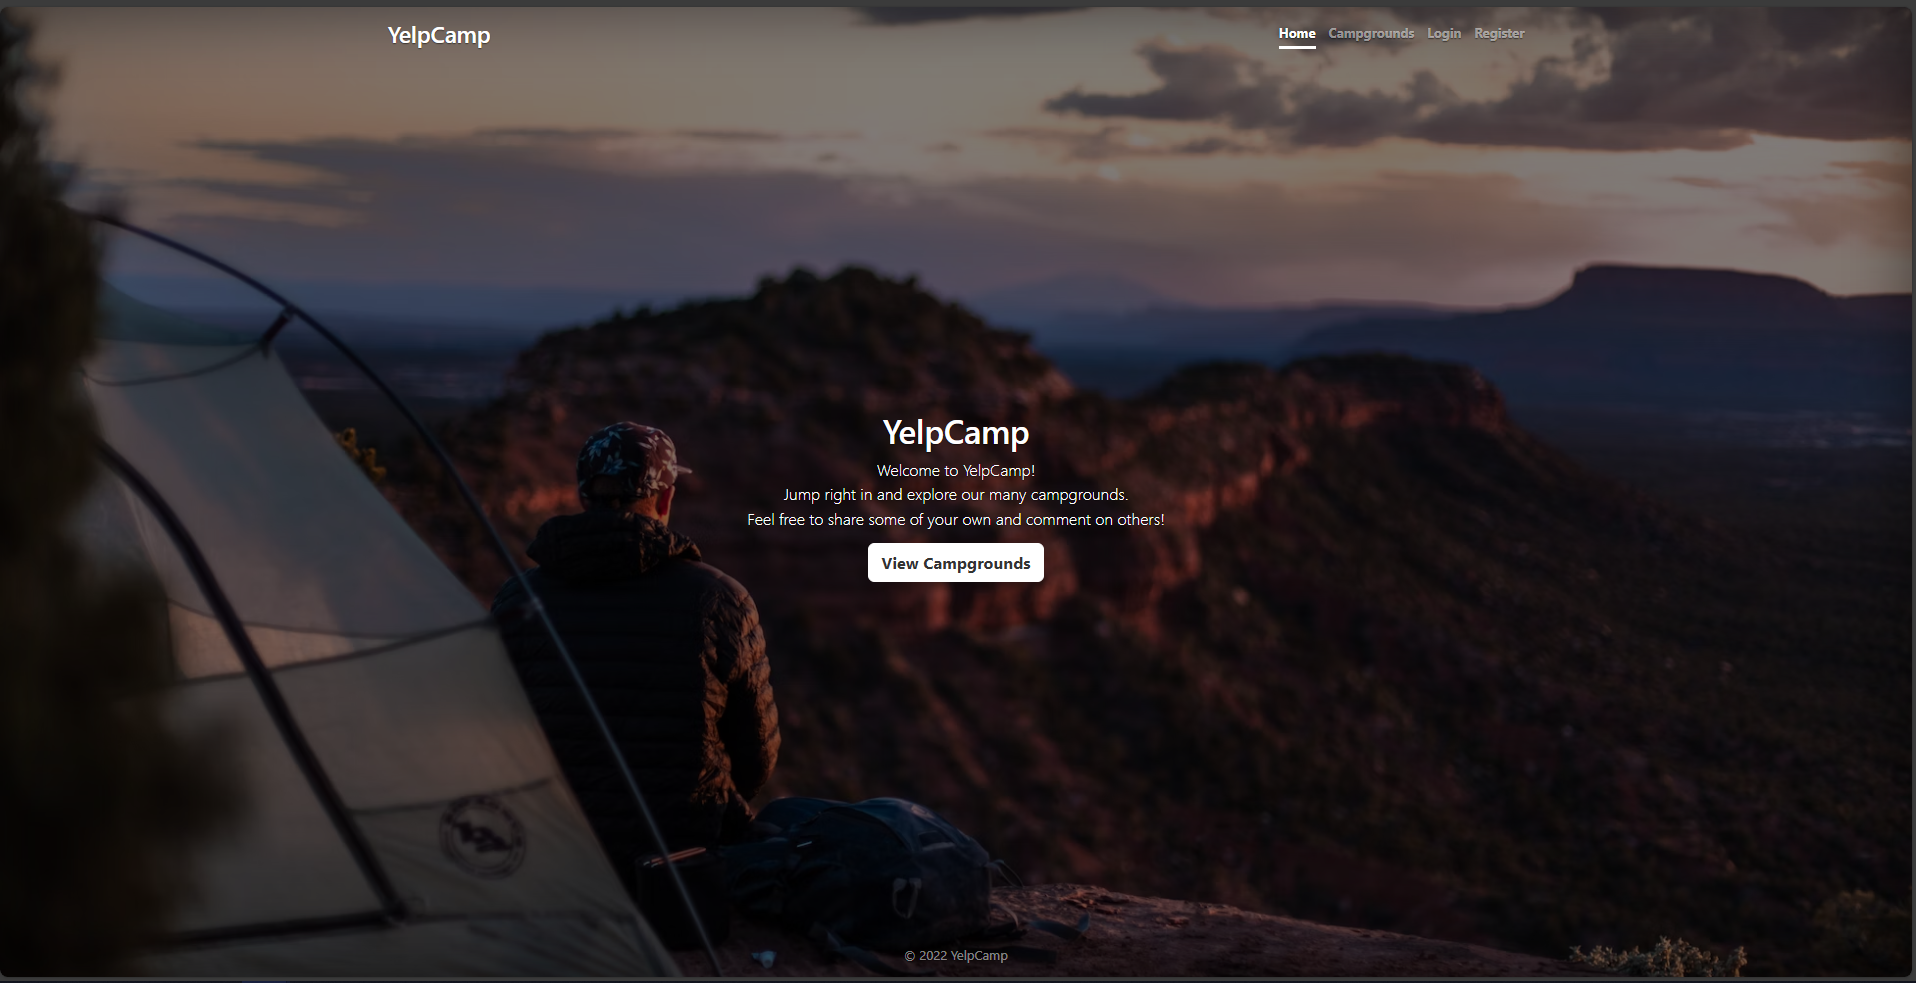 YelpCamp
Home Campgrounds Login Register
YelpCamp
Welcome to YelpCamp!
Jump right in and explore our many campgrounds.
Feel free to share some of your own and comment on others!
View Campgrounds
© 2022 YelpCamp